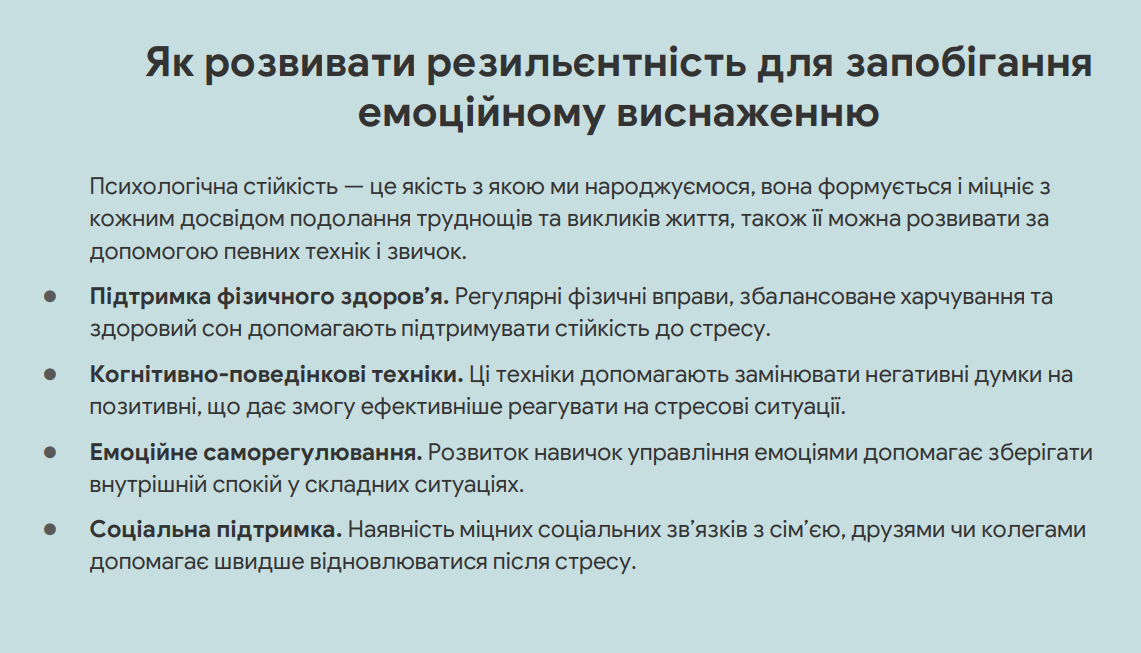 Як розвивати резильєнтність для запобігання
емоційному виснаженню
Психологічна стійкість — це якість з якою ми народжуємося, вона формується і міцніє з
кожним досвідом подолання труднощів та викликів життя, також її можна розвивати за
допомогою певних технік і звичок.
● Підтримка фізичного здоров’я. Регулярні фізичні вправи, збалансоване харчування та
здоровий сон допомагають підтримувати стійкість до стресу.
● Когнітивно-поведінкові техніки. Ці техніки допомагають замінювати негативні думки на
позитивні, що дає змогу ефективніше реагувати на стресові ситуації.
● Емоційне саморегулювання. Розвиток навичок управління емоціями допомагає зберігати
внутрішній спокій у складних ситуаціях.
● Соціальна підтримка. Наявність міцних соціальних зв’язків з сім’єю, друзями чи колегами
допомагає швидше відновлюватися після стресу.